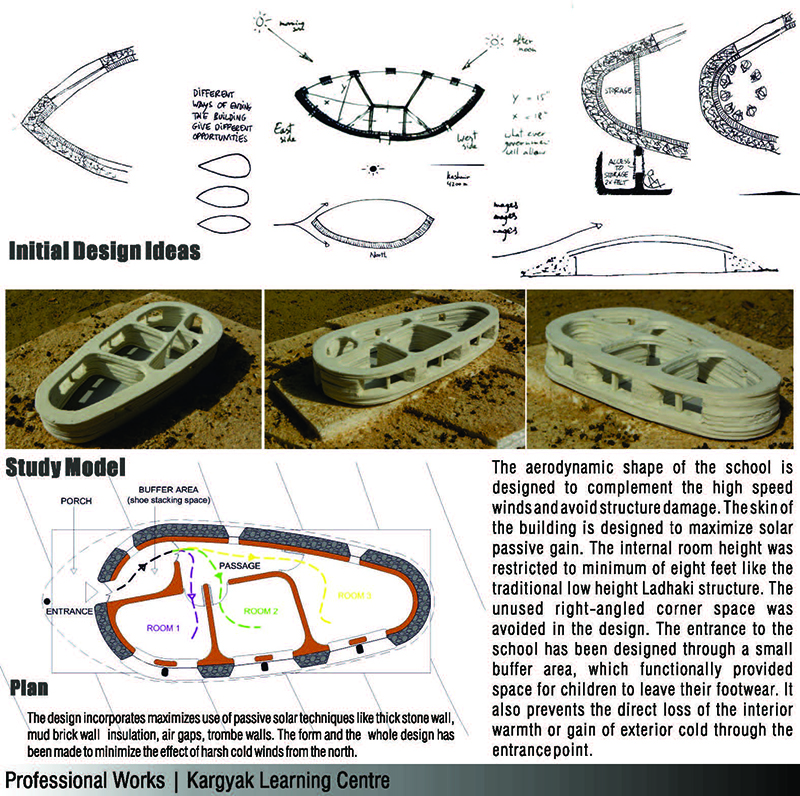 morning sun
after noon
DIFFERENT
WAYS OF ENDING
THE BUILDING
GIVE DIFFERENT
OPPORTUNITIES
X
Y
East side
West side
Y = 15"
X = 18"
what ever
government
will allow
Kashmir
4200m
STORAGE
ACCESS
TO
STORAGE
2x FELT
North
Initial Design Ideas
Study Model
PORCH
BUFFER AREA
(shoe stacking space)
PASSAGE
ENTRANCE
ROOM 1
ROOM 2
ROOM 3
Plan
The design incorporates maximizes use of passive solar techniques like thick stone wall,
mud brick wall insulation, air gaps, trombe walls. The form and the whole design has
been made to minimize the effect of harsh cold winds from the north.
The aerodynamic shape of the school is
designed to complement the high speed
winds and avoid structure damage. The skin of
the building is designed to maximize solar
passive gain. The internal room height was
restricted to minimum of eight feet like the
traditional low height Ladhaki structure. The
unused right-angled corner space was
avoided in the design. The entrance to the
school has been designed through a small
buffer area, which functionally provided
space for children to leave their footwear. It
also prevents the direct loss of the interior
warmth or gain of exterior cold through the
entrance point.
Professional Works | Kargyak Learning Centre